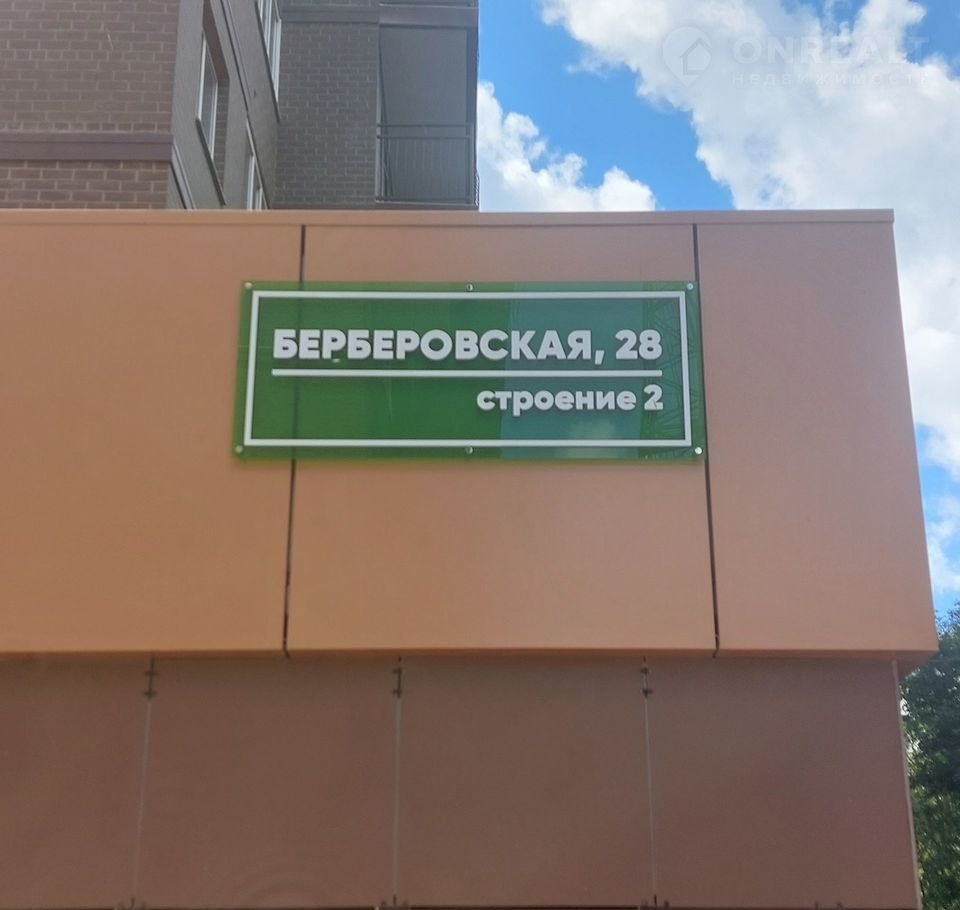 ONREALT
НЕДВИЖИМОСТЬ
БЕРБЕРОВСКАЯ, 28
строение 2